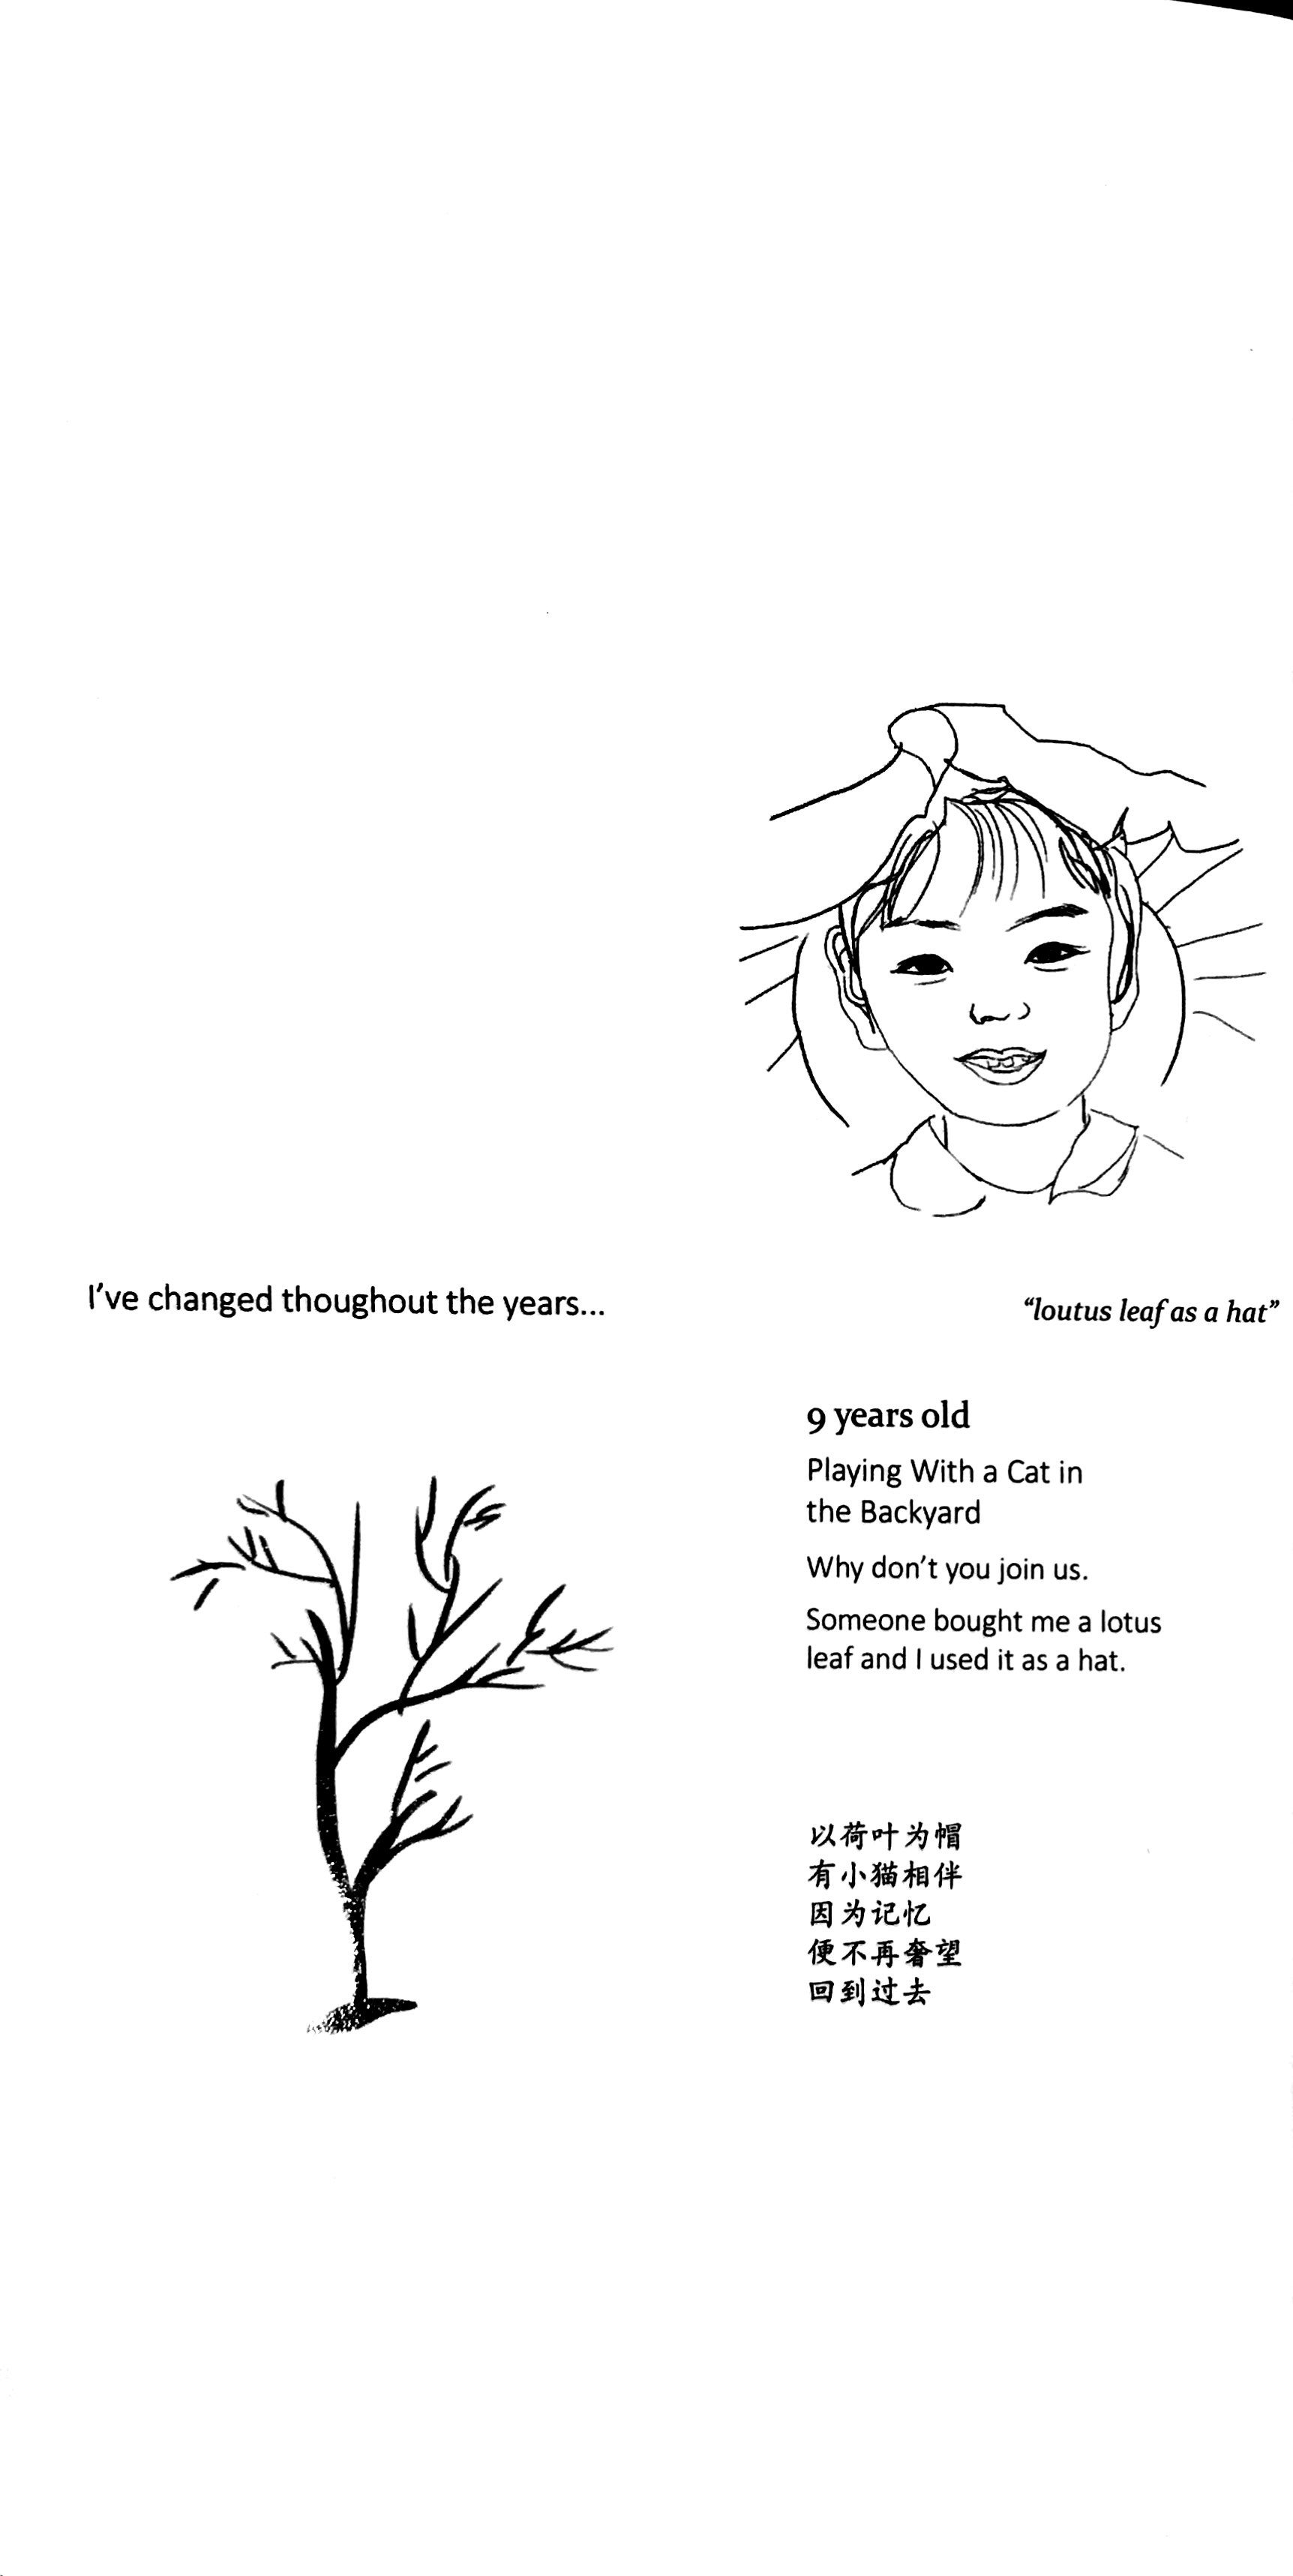 I've changed thoughout the years...
“loutus leaf as a hat”
9 years old
Playing With a Cat in
the Backyard
Why don't you join us.
Someone bought me a lotus
leaf and I used it as a hat.
以荷叶为帽
有小猫相伴
因为记忆
便不再奢望
回到过去